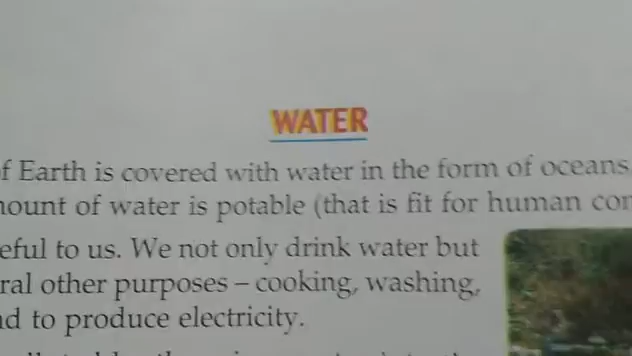 WATER
f Earth is covered with water in the form of oceans
nount of water is potable (that is fit for human con
eful to us. We not only drink water but
ral other purposes – cooking, washing,
nd to produce electricity.